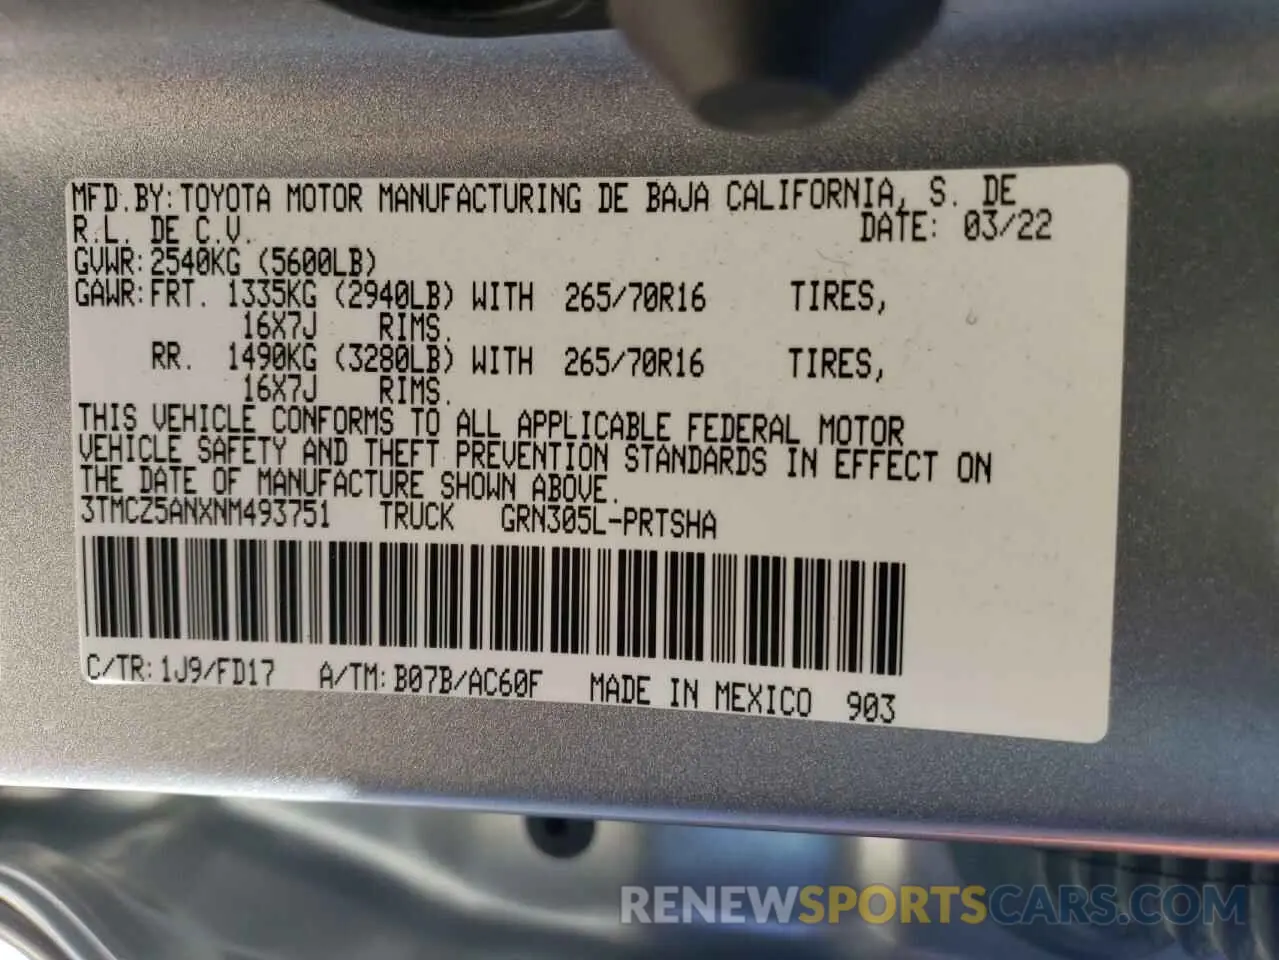 MFD.BY:TOYOTA MOTOR MANUFACTURING DE BAJA CALIFORNIA, S. DE
R.L. DE C.V. DATE: 03/22
GVWR:2540KG (5600LB)
GAWR:FRT. 1335KG (2940LB) WITH 265/70R16 TIRES,
16X7J RIMS.
RR. 1490KG (3280LB) WITH 265/70R16 TIRES,
16X7J RIMS.
THIS VEHICLE CONFORMS TO ALL APPLICABLE FEDERAL MOTOR
VEHICLE SAFETY AND THEFT PREVENTION STANDARDS IN EFFECT ON
THE DATE OF MANUFACTURE SHOWN ABOVE.
3TMCZ5ANXNM493751 TRUCK GRN305L-PRTSHA
C/TR:1J9/FD17 A/TM:B07B/AC60F MADE IN MEXICO 903
RENEWSPORTSCARS.COM